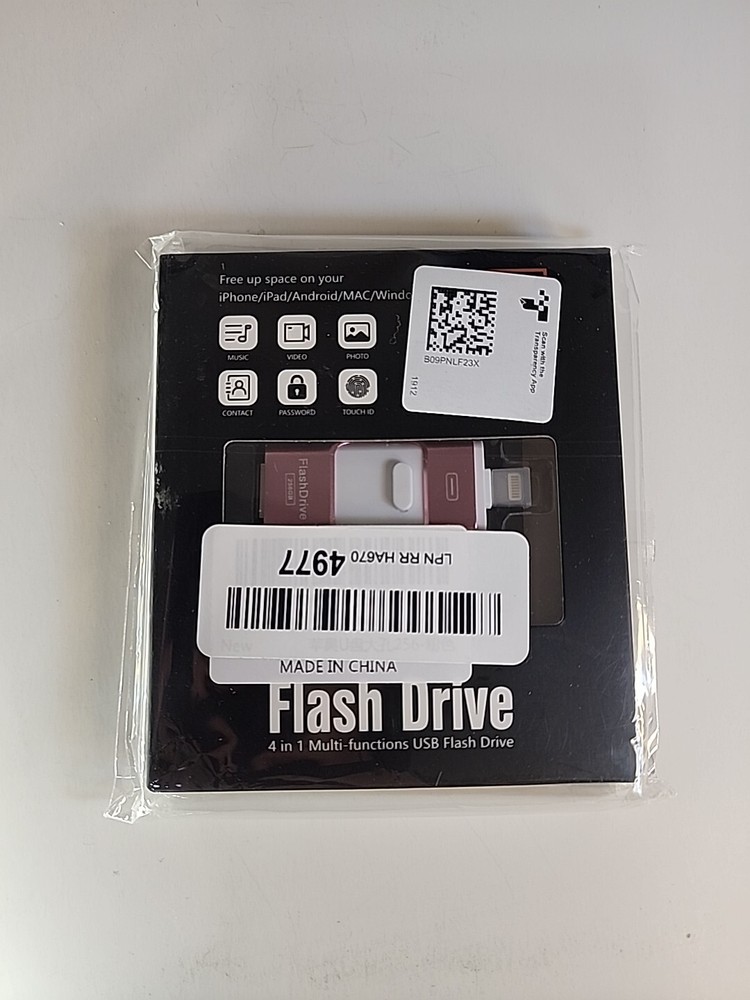 Free up space on your
iPhone/iPad/Android/MAC/Windo
MUSIC
VIDEO
PHOTO
CONTACT
PASSWORD
TOUCH ID
B09PNLF23X
1912
Scan with the
Transparency App
FlashDrive
256GB
LPN RR HA670 4977
New
MADE IN CHINA
Flash Drive
4 in 1 Multi-functions USB Flash Drive